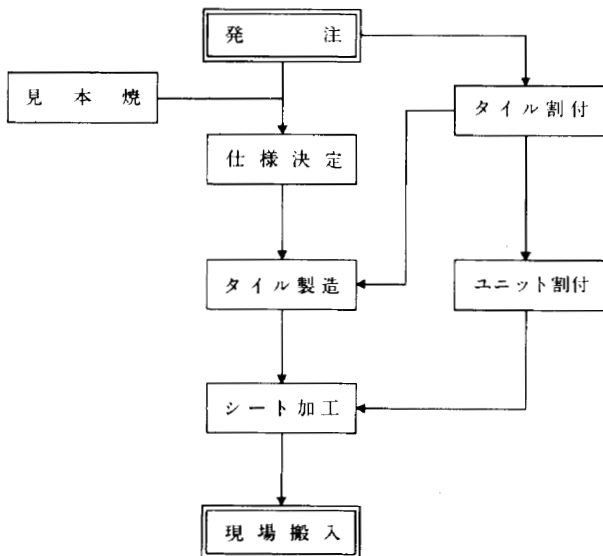 発注
見本焼
タイル割付
仕様決定
タイル製造
ユニット割付
シート加工
現場搬入